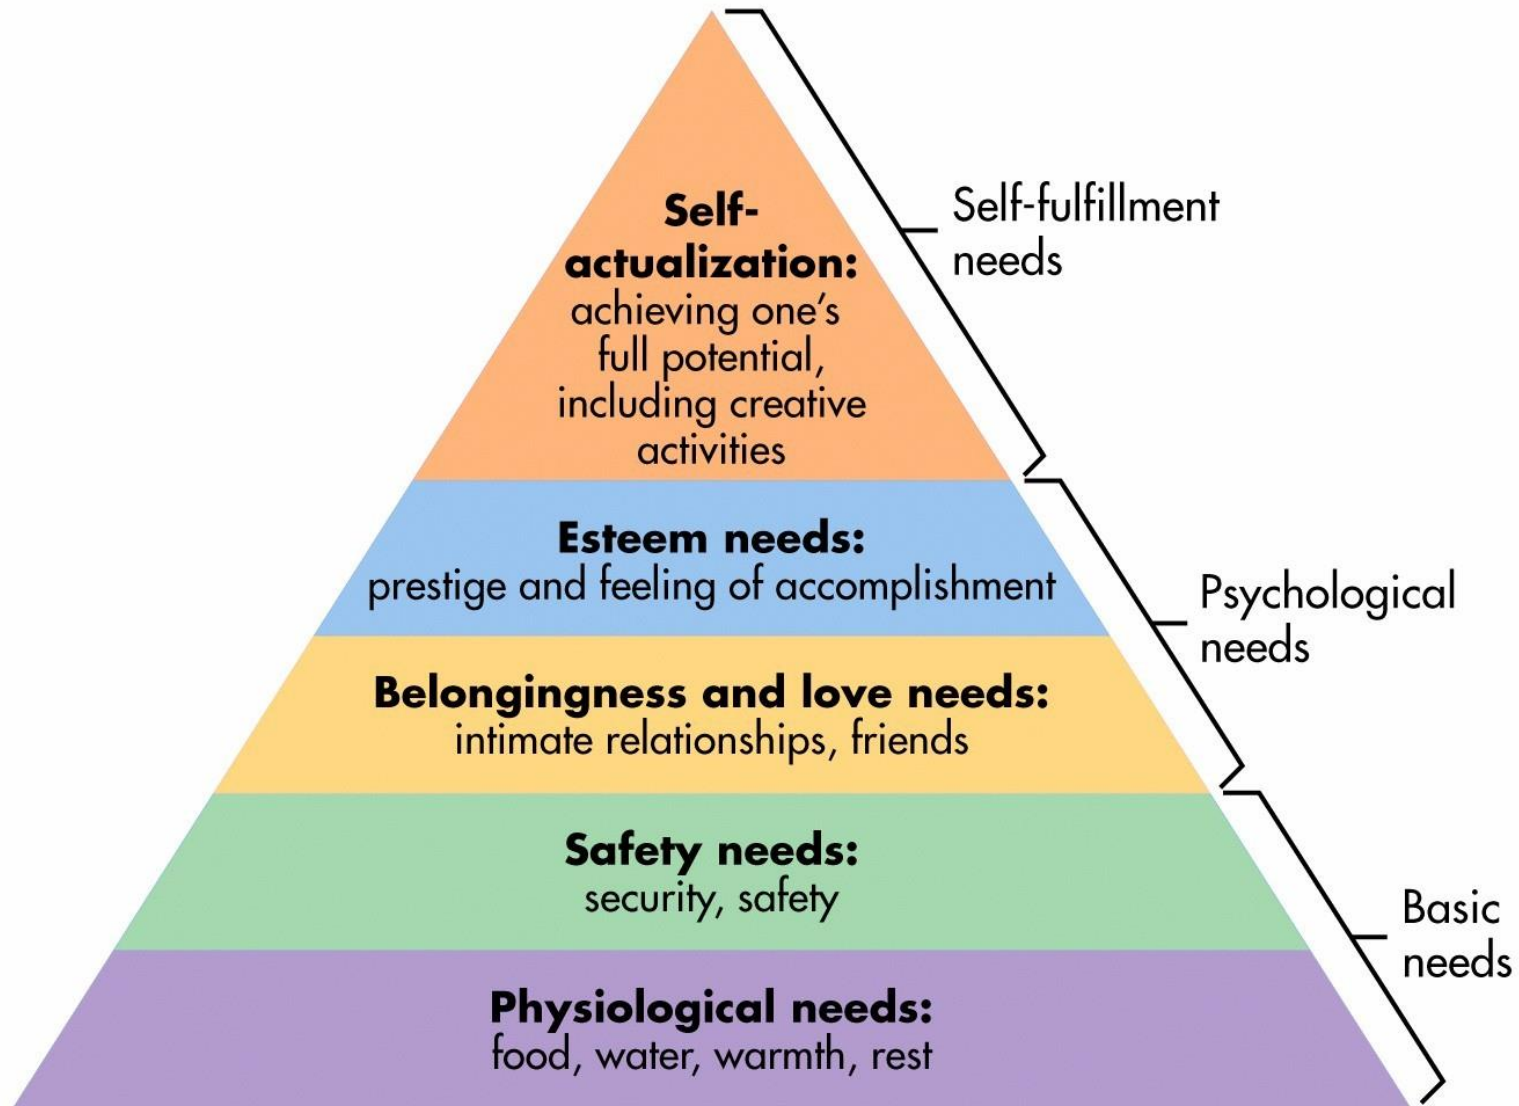 Self-
actualization:
achieving one’s
full potential,
including creative
activities
Self-fulfillment
needs
Esteem needs:
prestige and feeling of accomplishment
Belongingness and love needs:
intimate relationships, friends
Psychological
needs
Safety needs:
security, safety
Physiological needs:
food, water, warmth, rest
Basic
needs